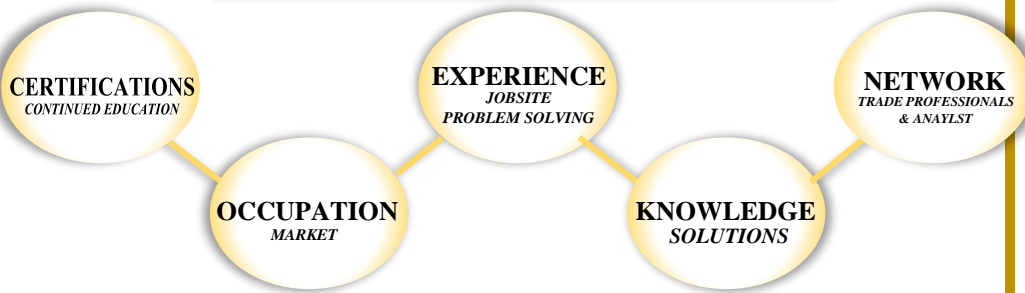 CERTIFICATIONS
CONTINUED EDUCATION
OCCUPATION
MARKET
EXPERIENCE
JOBSITE
PROBLEM SOLVING
KNOWLEDGE
SOLUTIONS
NETWORK
TRADE PROFESSIONALS
& ANAYLST